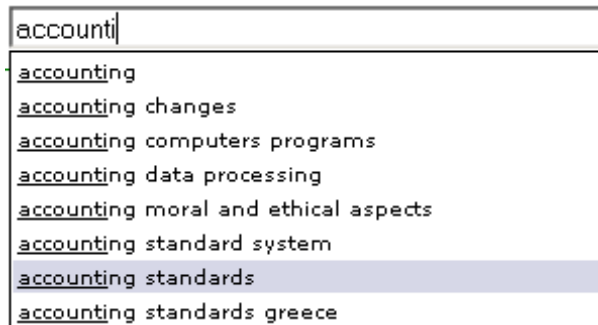 accounti
accounting
accounting changes
accounting computers programs
accounting data processing
accounting moral and ethical aspects
accounting standard system
accounting standards
accounting standards greece